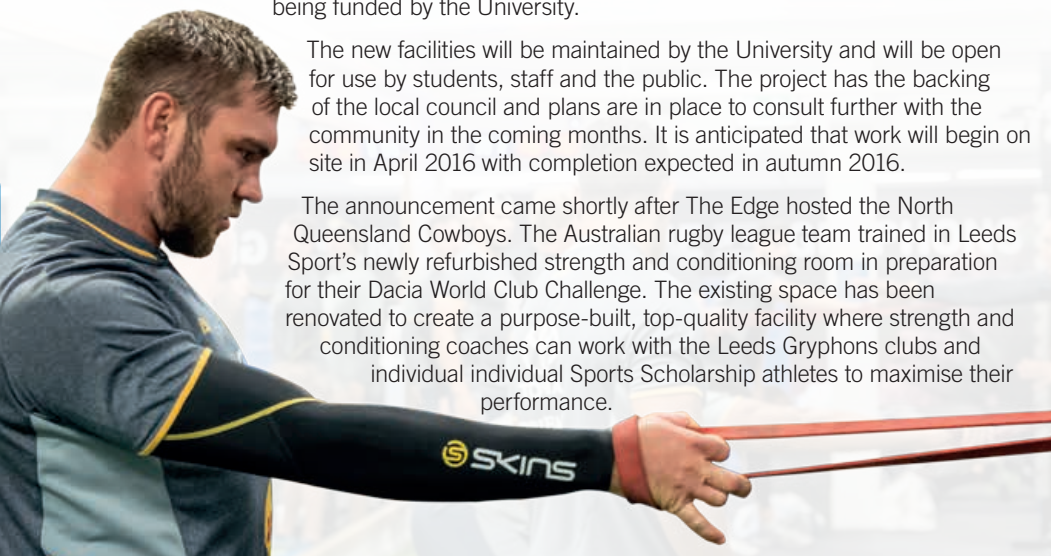 being funded by the University.
The new facilities will be maintained by the University and will be open
for use by students, staff and the public. The project has the backing
of the local council and plans are in place to consult further with the
community in the coming months. It is anticipated that work will begin on
site in April 2016 with completion expected in autumn 2016.
The announcement came shortly after The Edge hosted the North
Queensland Cowboys. The Australian rugby league team trained in Leeds
Sport’s newly refurbished strength and conditioning room in preparation
for their Dacia World Club Challenge. The existing space has been
renovated to create a purpose-built, top-quality facility where strength and
conditioning coaches can work with the Leeds Gryphons clubs and
individual individual Sports Scholarship athletes to maximise their
performance.
SKINS